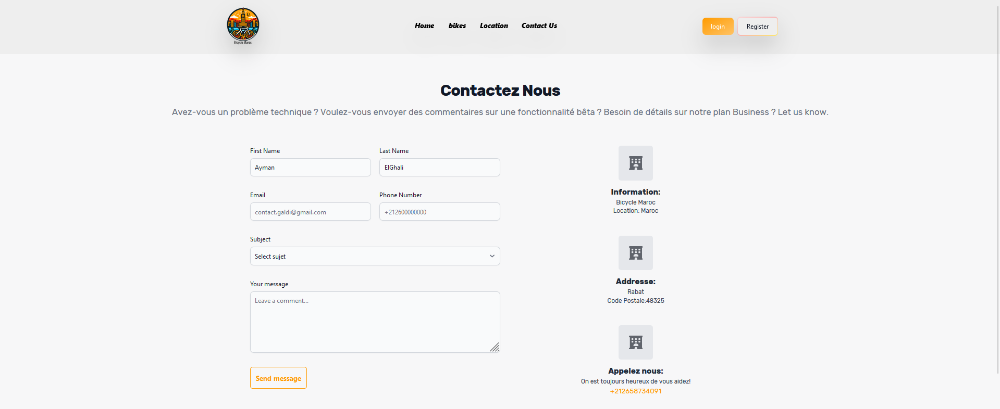 Bicycle Maroc
Home bikes Location Contact Us
login Register
Contactez Nous
Avez-vous un problème technique ? Voulez-vous envoyer des commentaires sur une fonctionnalité bêta ? Besoin de détails sur notre plan Business ? Let us know.
First Name Last Name
Ayman ElGhali
Email Phone Number
contact.galdi@gmail.com +212600000000
Subject
Select sujet
Your message
Leave a comment...
Send message
Information:
Bicycle Maroc
Location: Maroc
Addresse:
Rabat
Code Postale:48325
Appelez nous:
On est toujours heureux de vous aidez!
+212658734091